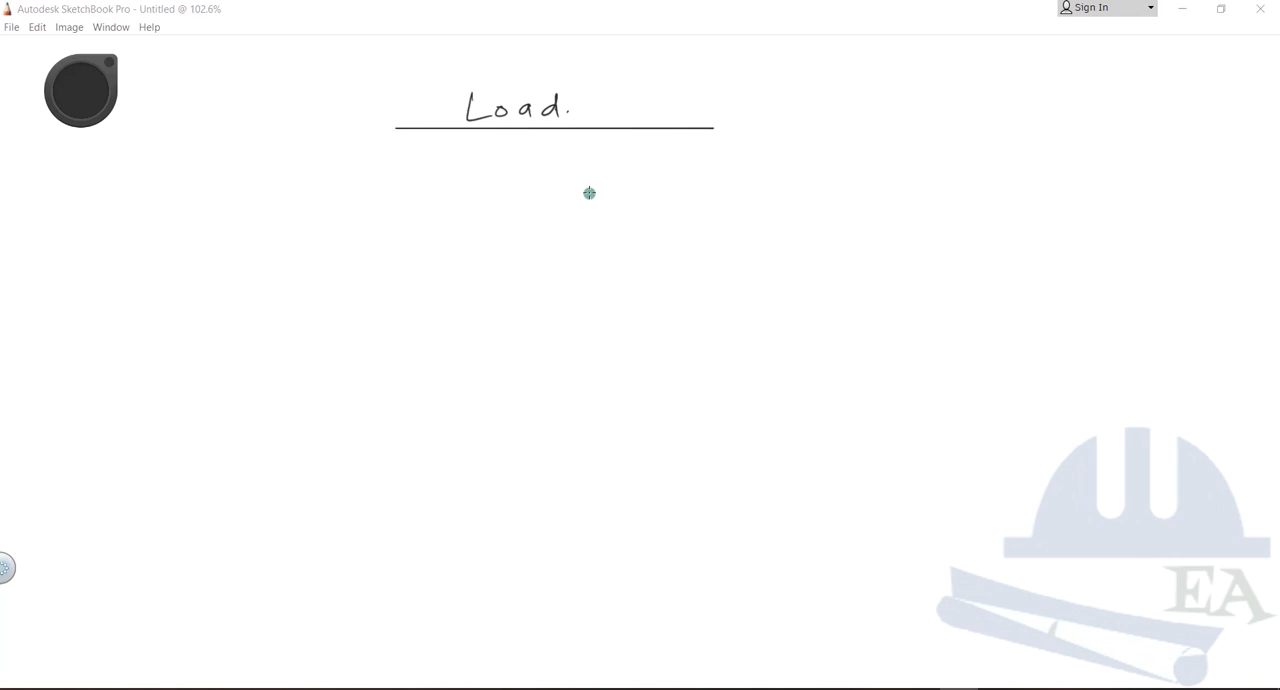 Autodesk SketchBook Pro - Untitled @ 102.6%
Sign In
File Edit Image Window Help
Load.
EA